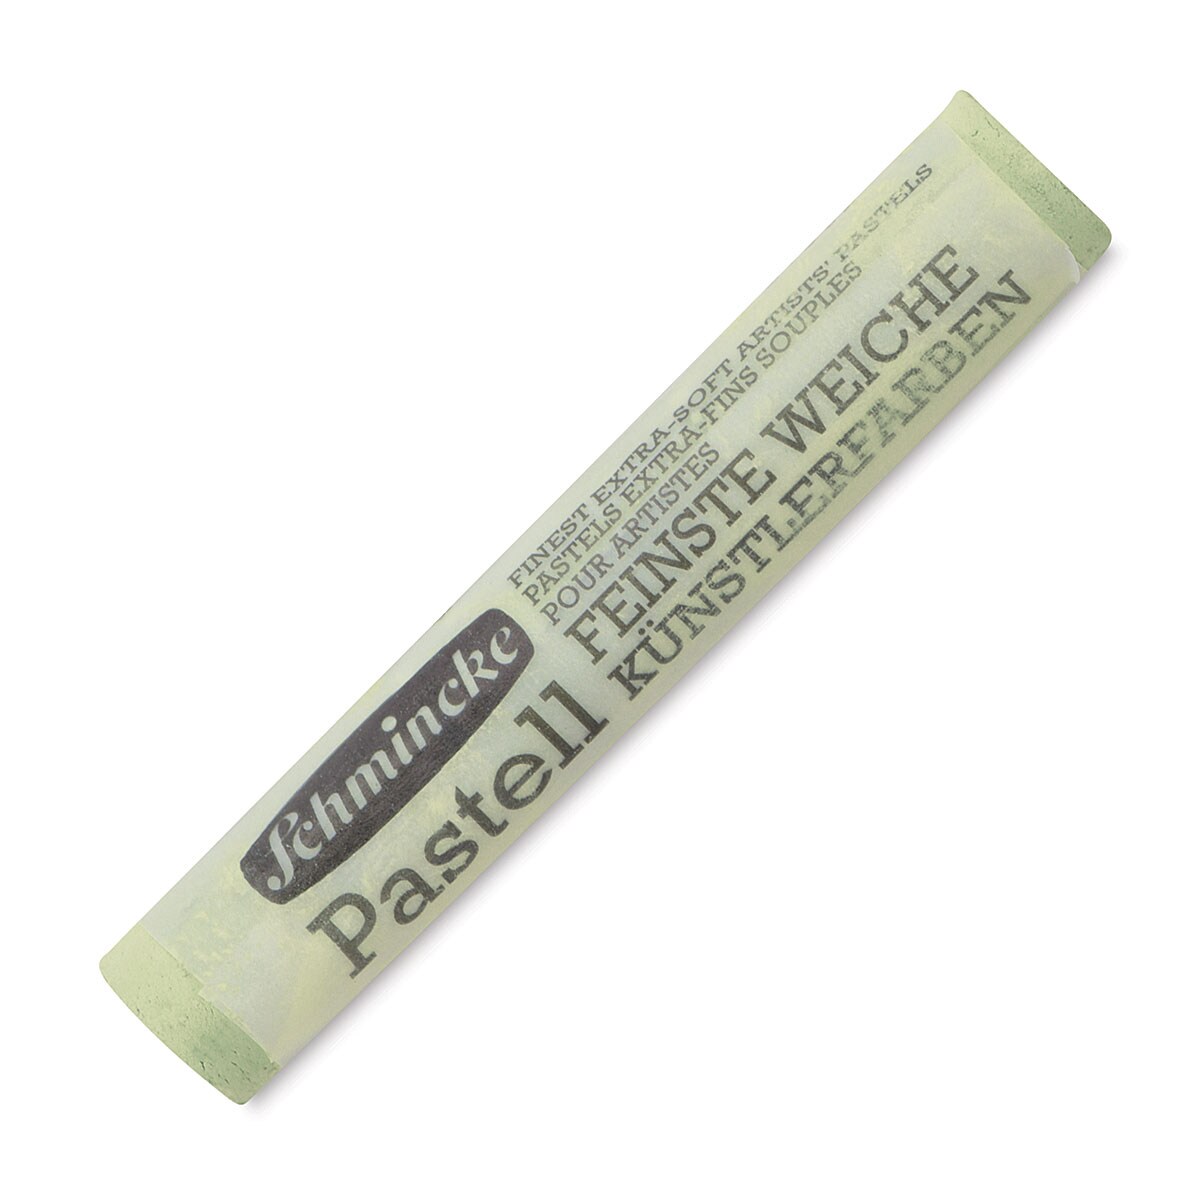 Schmincke
Pastell
FINEST EXTRA-SOFT ARTISTS' PASTELS
PASTELS EXTRA-FINS SOUPLES
POUR ARTISTES
FEINSTE WEICHE
KÜNSTLERFARBEN